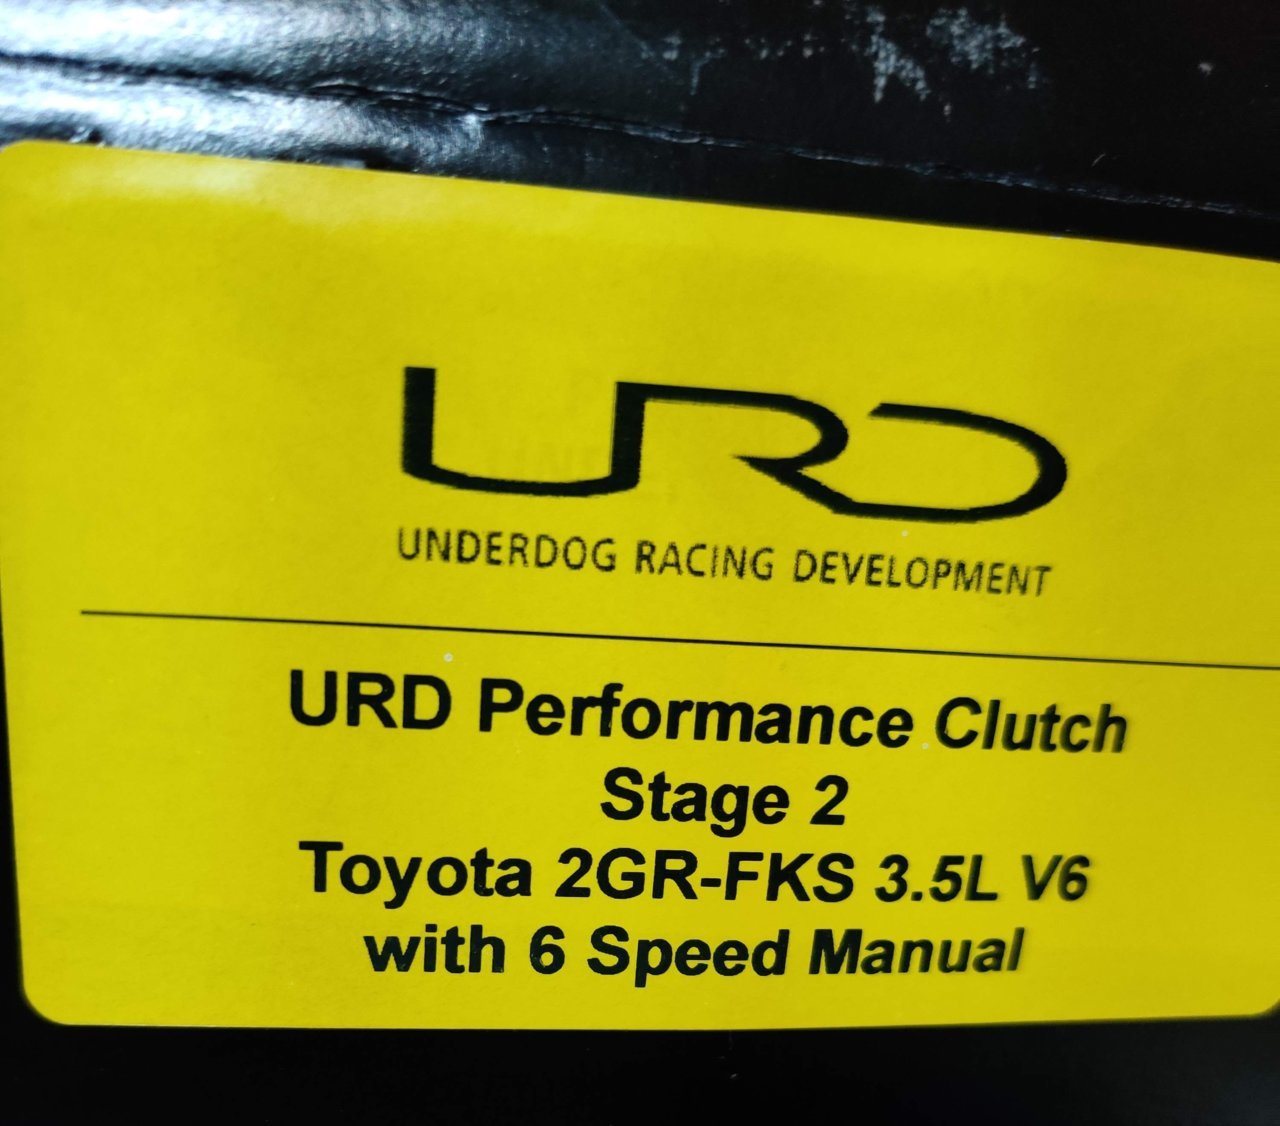 URD
UNDERDOG RACING DEVELOPMENT
URD Performance Clutch
Stage 2
Toyota 2GR-FKS 3.5L V6
with 6 Speed Manual